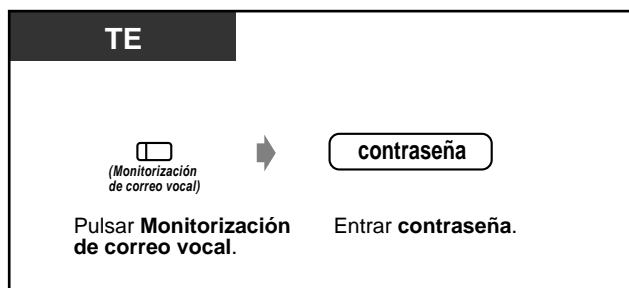 TE
(Monitorización
de correo vocal)
contraseña
Pulsar Monitorización
de correo vocal.
Entrar contraseña.